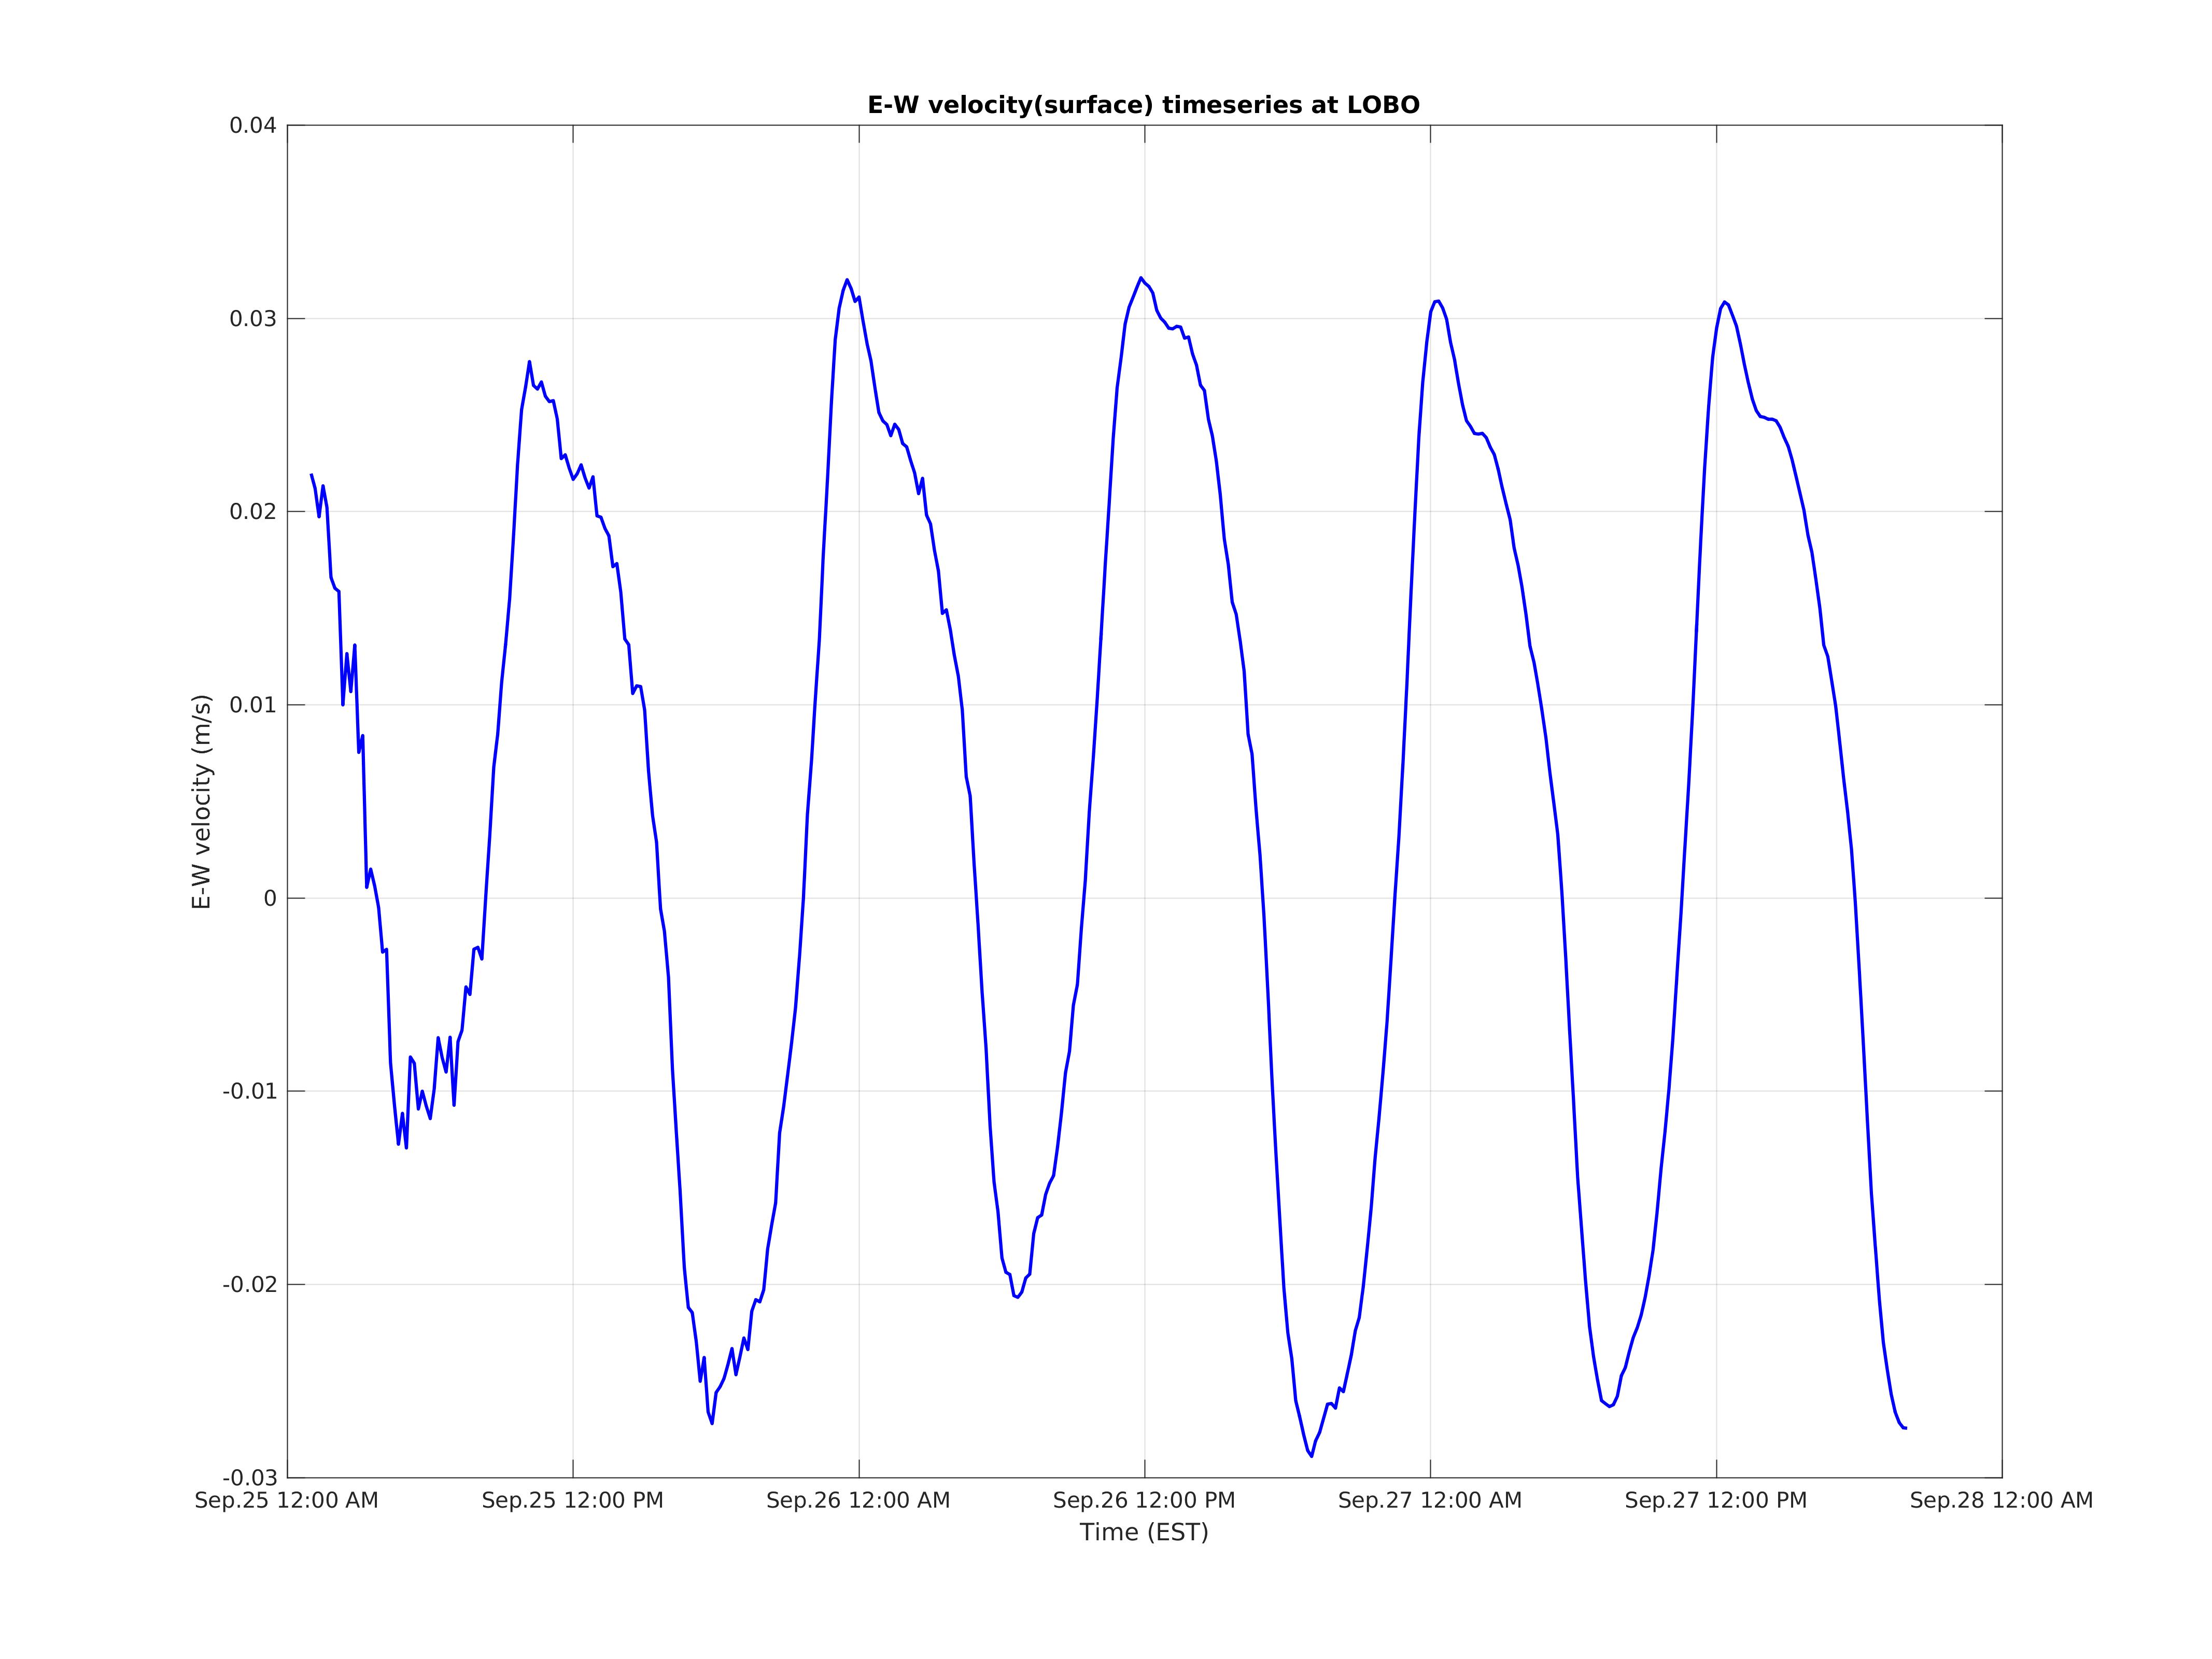 E-W velocity(surface) timeseries at LOBO
0.04
0.03
0.02
0.01
0
-0.01
-0.02
-0.03
E-W velocity (m/s)
Sep.25 12:00 AM Sep.25 12:00 PM Sep.26 12:00 AM Sep.26 12:00 PM Sep.27 12:00 AM Sep.27 12:00 PM Sep.28 12:00 AM
Time (EST)